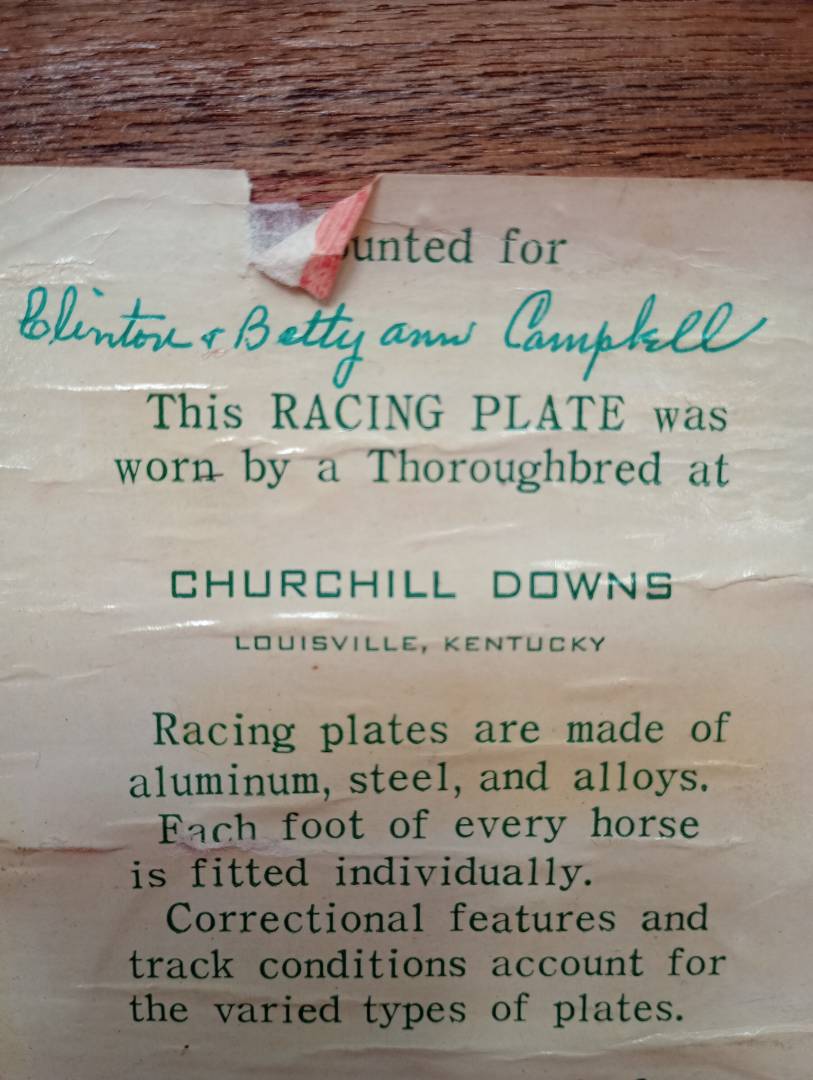 unted for
Clinton & Betty ann Campbell
This RACING PLATE was
worn by a Thoroughbred at
CHURCHILL DOWNS
LOUISVILLE, KENTUCKY
Racing plates are made of
aluminum, steel, and alloys.
Each foot of every horse
is fitted individually.
Correctional features and
track conditions account for
the varied types of plates.